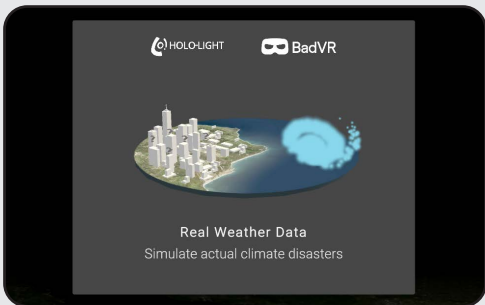 HOLO-LIGHT BadVR
Real Weather Data
Simulate actual climate disasters